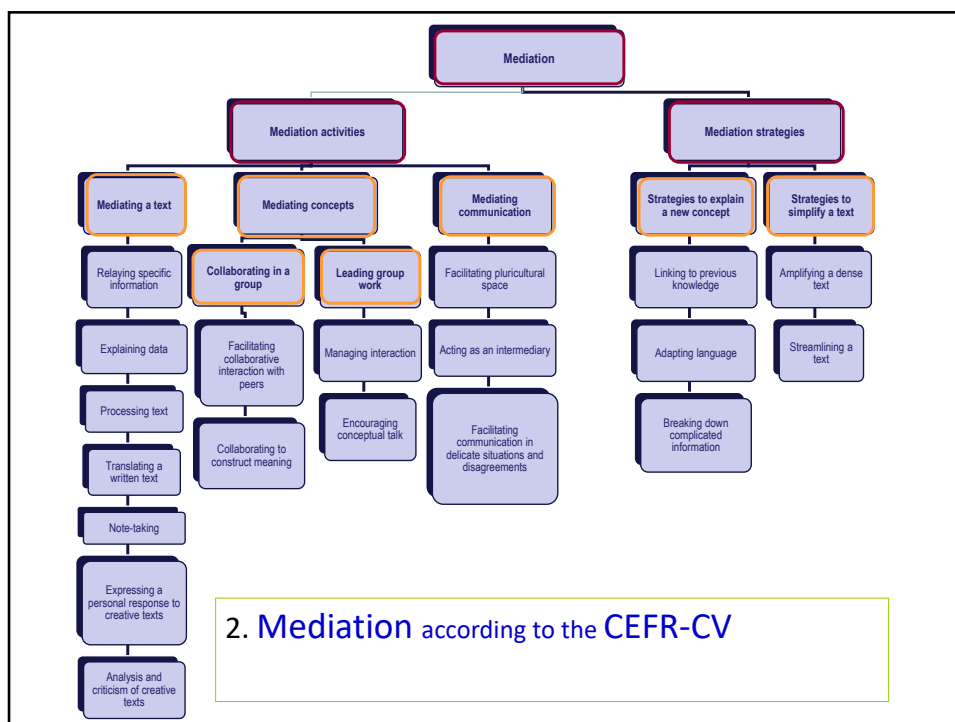 Mediation
Mediation activities
Mediation strategies
Mediating a text
Mediating concepts
Mediating
communication
Strategies to explain
a new concept
Strategies to
simplify a text
Relaying specific
information
Collaborating in a
group
Leading group
work
Facilitating pluricultural
space
Linking to previous
knowledge
Amplifying a dense
text
Explaining data
Facilitating
collaborative
interaction with
peers
Managing interaction
Acting as an intermediary
Adapting language
Streamlining a
text
Processing text
Encouraging
conceptual talk
Facilitating
communication in
delicate situations and
disagreements
Breaking down
complicated
information
Translating a
written text
Collaborating to
construct meaning
Note-taking
Expressing a
personal response to
creative texts
Analysis and
criticism of creative
texts
2. Mediation according to the CEFR-CV